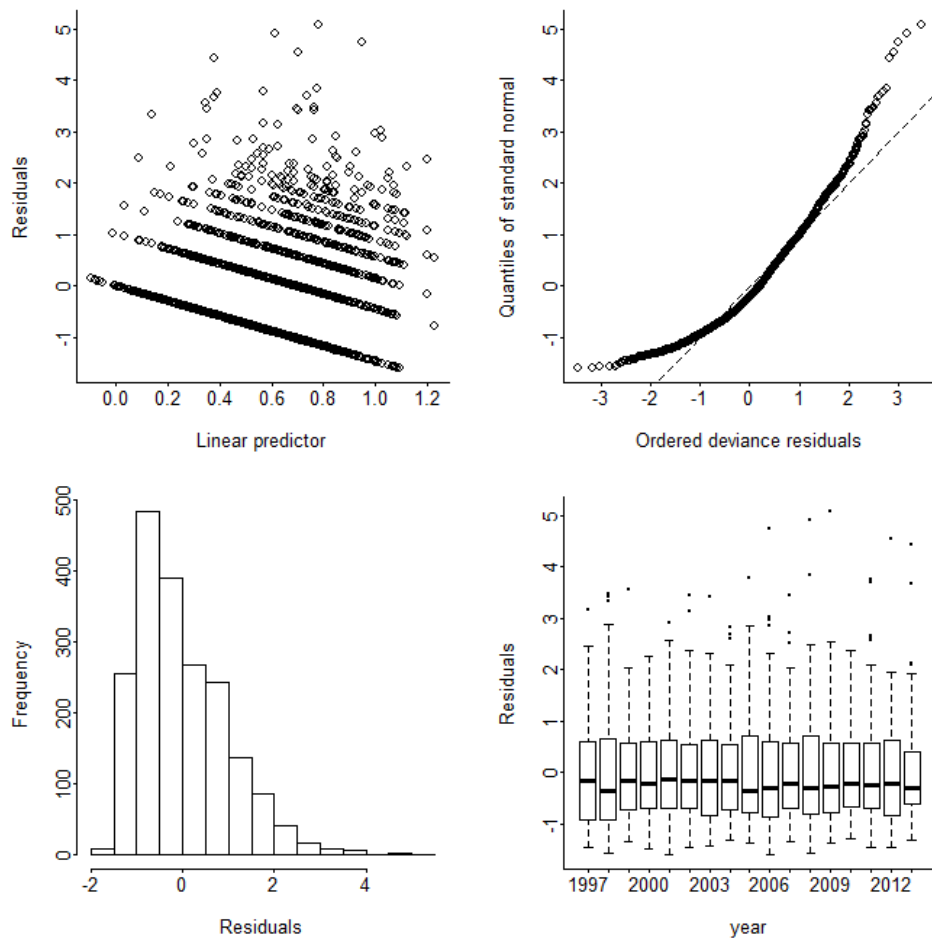 5
4
3
2
1
0
-1
Residuals
0.0 0.2 0.4 0.6 0.8 1.0 1.2
Linear predictor
5
4
3
2
1
0
-1
Quantiles of standard normal
-3 -2 -1 0 1 2 3
Ordered deviance residuals
500
400
300
200
100
0
Frequency
-2 0 2 4
Residuals
5
4
3
2
1
0
-1
Residuals
1997 2000 2003 2006 2009 2012
year